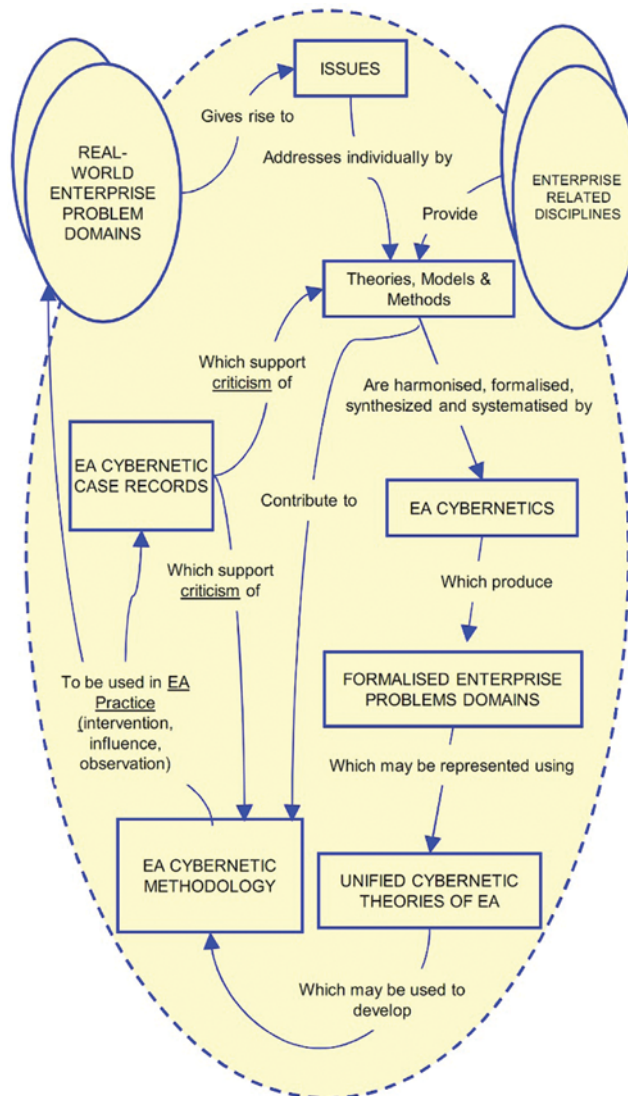 ISSUES
Gives rise to
REAL-
WORLD
ENTERPRISE
PROBLEM
DOMAINS
Addresses individually by
ENTERPRISE
RELATED
DISCIPLINES
Provide
Theories, Models &
Methods
Which support
criticism of
Are harmonised, formalised,
synthesized and systematised by
EA CYBERNETIC
CASE RECORDS
Contribute to
EA CYBERNETICS
Which support
criticism of
Which produce
To be used in EA
Practice
(intervention,
influence,
observation)
FORMALISED ENTERPRISE
PROBLEMS DOMAINS
Which may be represented using
EA CYBERNETIC
METHODOLOGY
UNIFIED CYBERNETIC
THEORIES OF EA
Which may be used to
develop